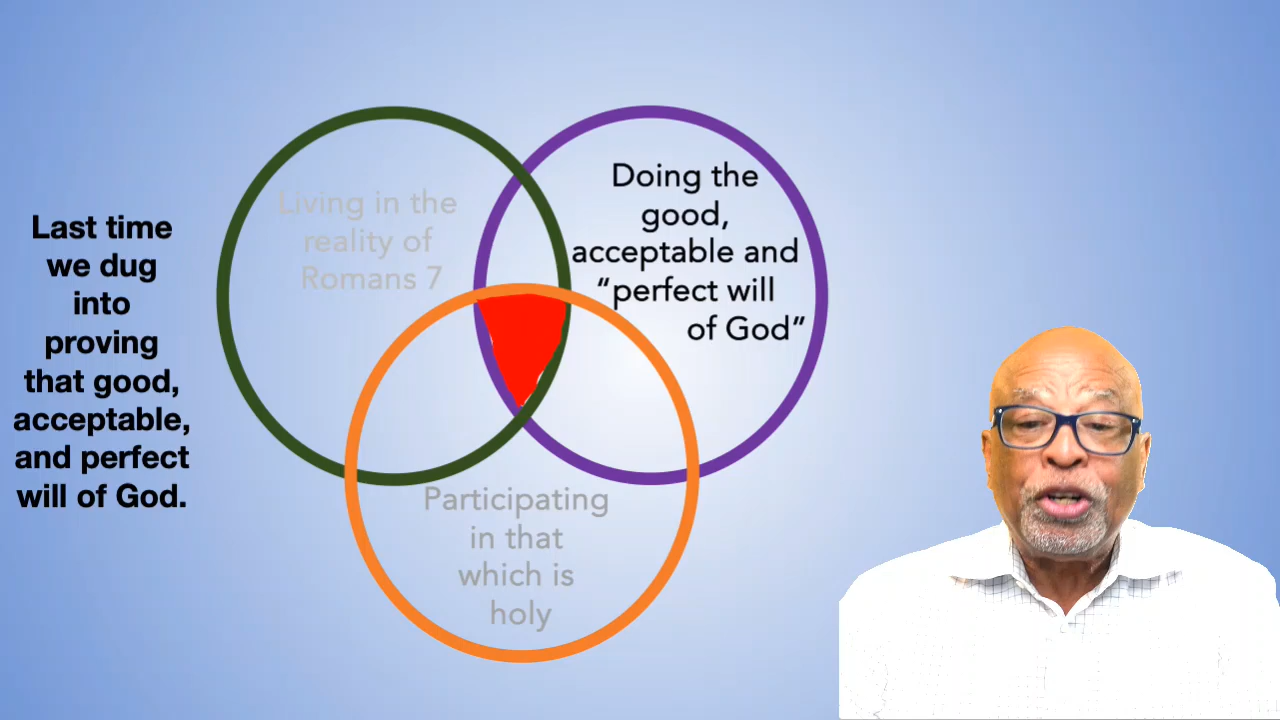 Last time
we dug
into
proving
that good,
acceptable,
and perfect
will of God.
Living in the
reality of
Romans 7
Doing the
good,
acceptable and
“perfect will
of God”
Participating
in that
which is
holy